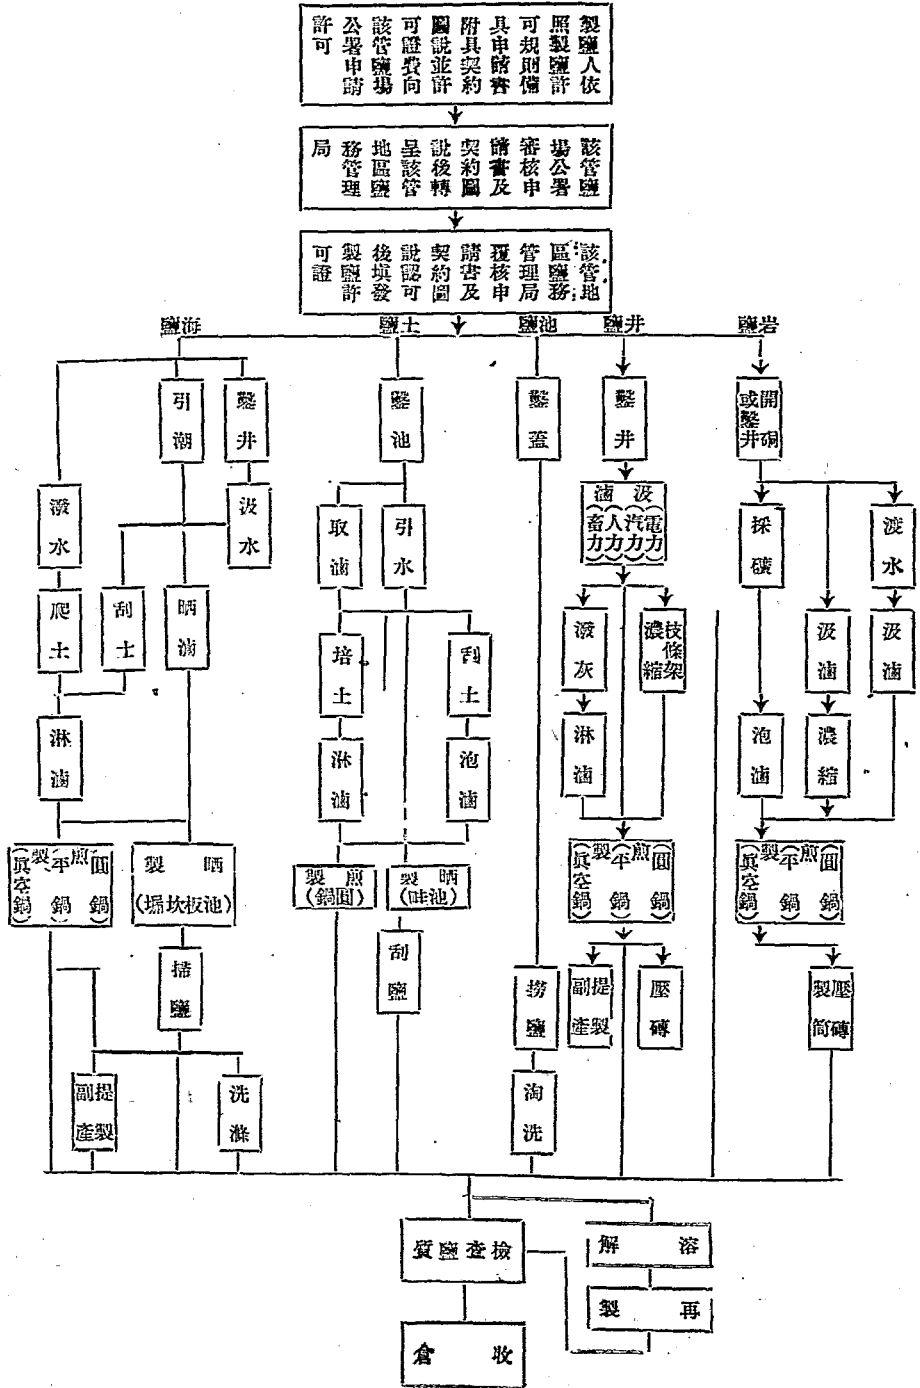 製鹽人依
照製鹽許
可規則備
具申請書
附具契約
圖說並許
可證費向
該管鹽場
公署申請
許可
該管鹽
場公署
審核申
請書及
契約圖
說後轉
呈該管
地區鹽
務管理
局
該管地
區鹽務
管理局
覆核申
請書及
契約圖
說認可
後填發
製鹽許
可證
岩鹽
井鹽
池鹽
土鹽
海鹽
開硐
或鑿井
採礦
泡滷
汲滷
濃縮
渡水
汲滷
煎製
(圓鍋)
(平鍋)
(眞空鍋)
壓磚
製筒
鑿井
汲滷
(電力)
(汽力)
(人力)
(畜力)
枝條架
濃縮
潑灰
淋滷
煎製
(圓鍋)
(平鍋)
(眞空鍋)
壓磚
提製
副產
鑿蓋
撈鹽
淘洗
鑿池
引水
取滷
刮土
泡滷
培土
淋滷
晒製
(池畦)
煎製
(圓鍋)
刮鹽
鑿井
汲水
引潮
晒滷
刮土
潑水
爬土
淋滷
晒製
(池板坎塌)
煎製
(圓鍋)
(平鍋)
(眞空鍋)
掃鹽
洗滌
提製
副產
檢查鹽質
溶解
再製
收倉